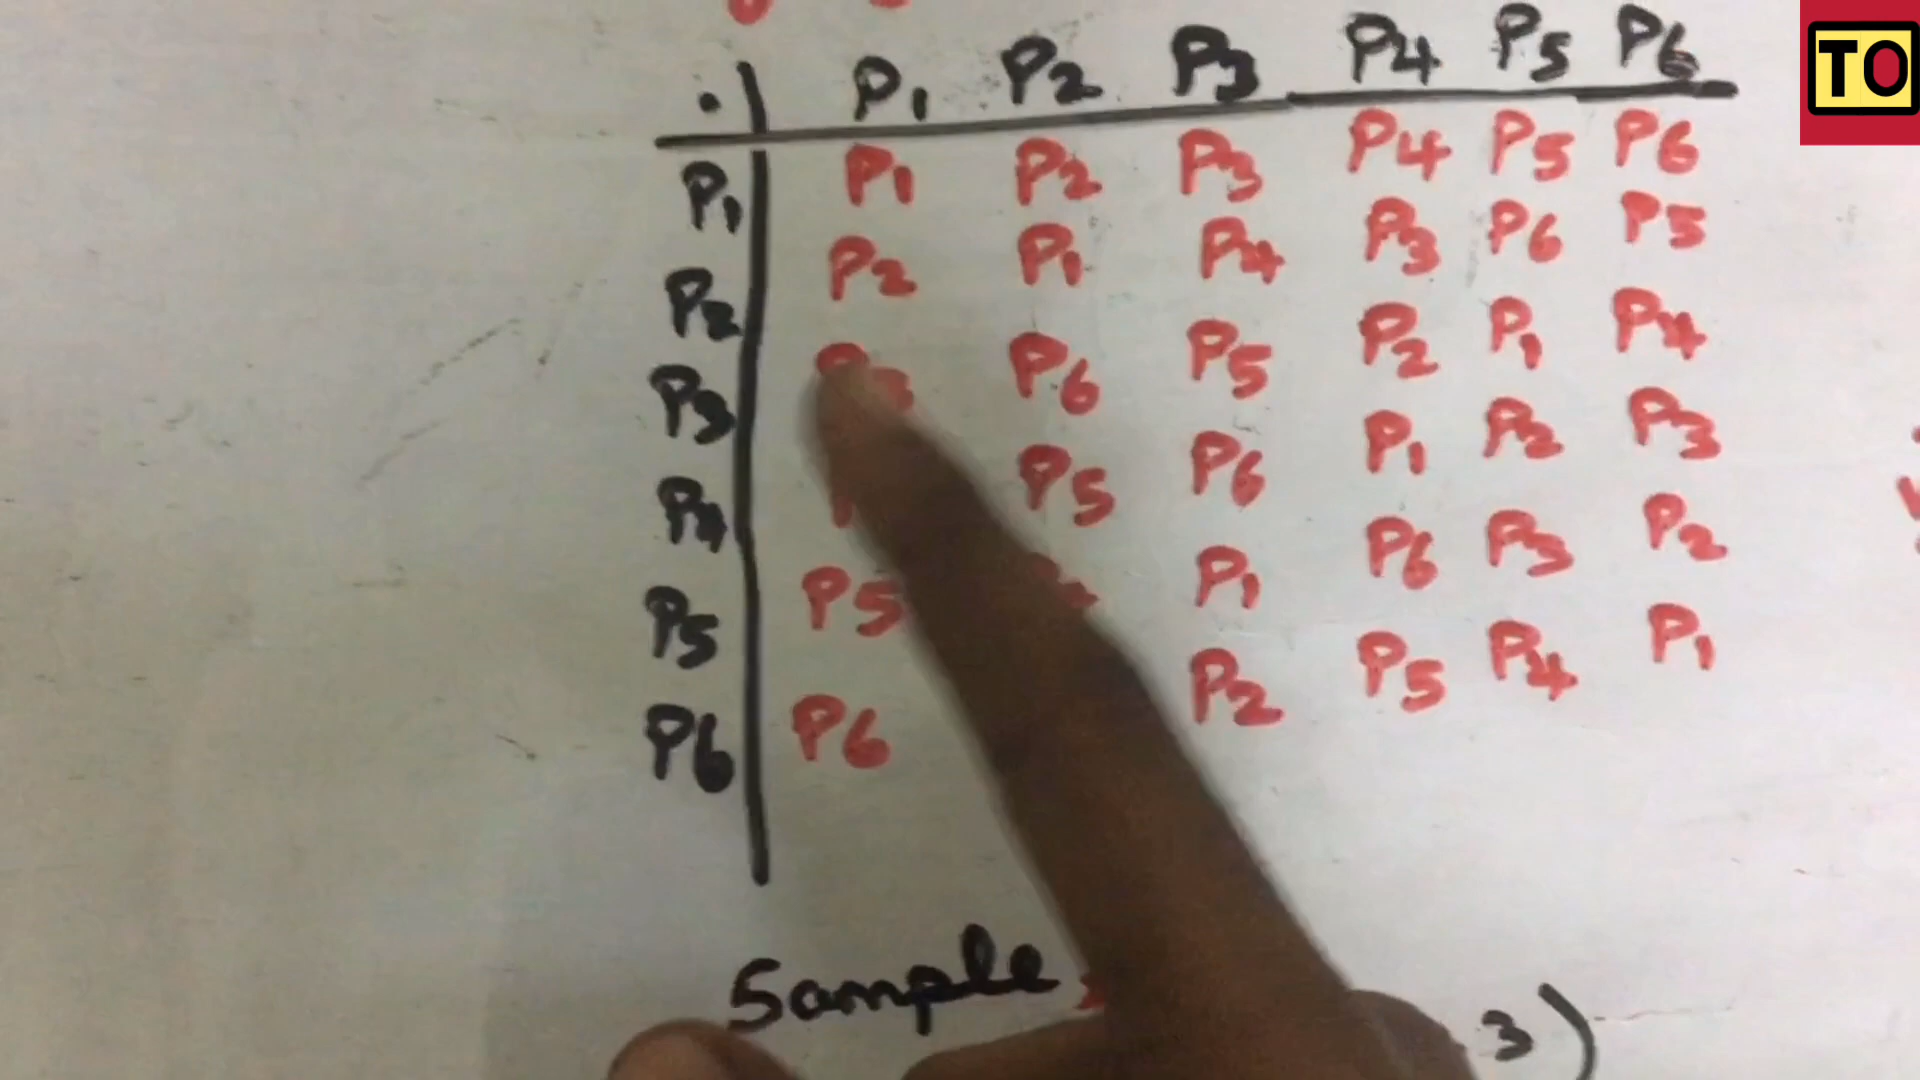 TO
. P1 P2 P3 P4 P5 P6
P1 P1 P2 P3 P4 P5 P6
P2 P2 P1 P4 P3 P6 P5
P3 P6 P5 P2 P1 P4
P4 P5 P6 P1 P2 P3
P5 P5 P1 P6 P3 P2
P6 P6 P2 P5 P4 P1
Sample
3)